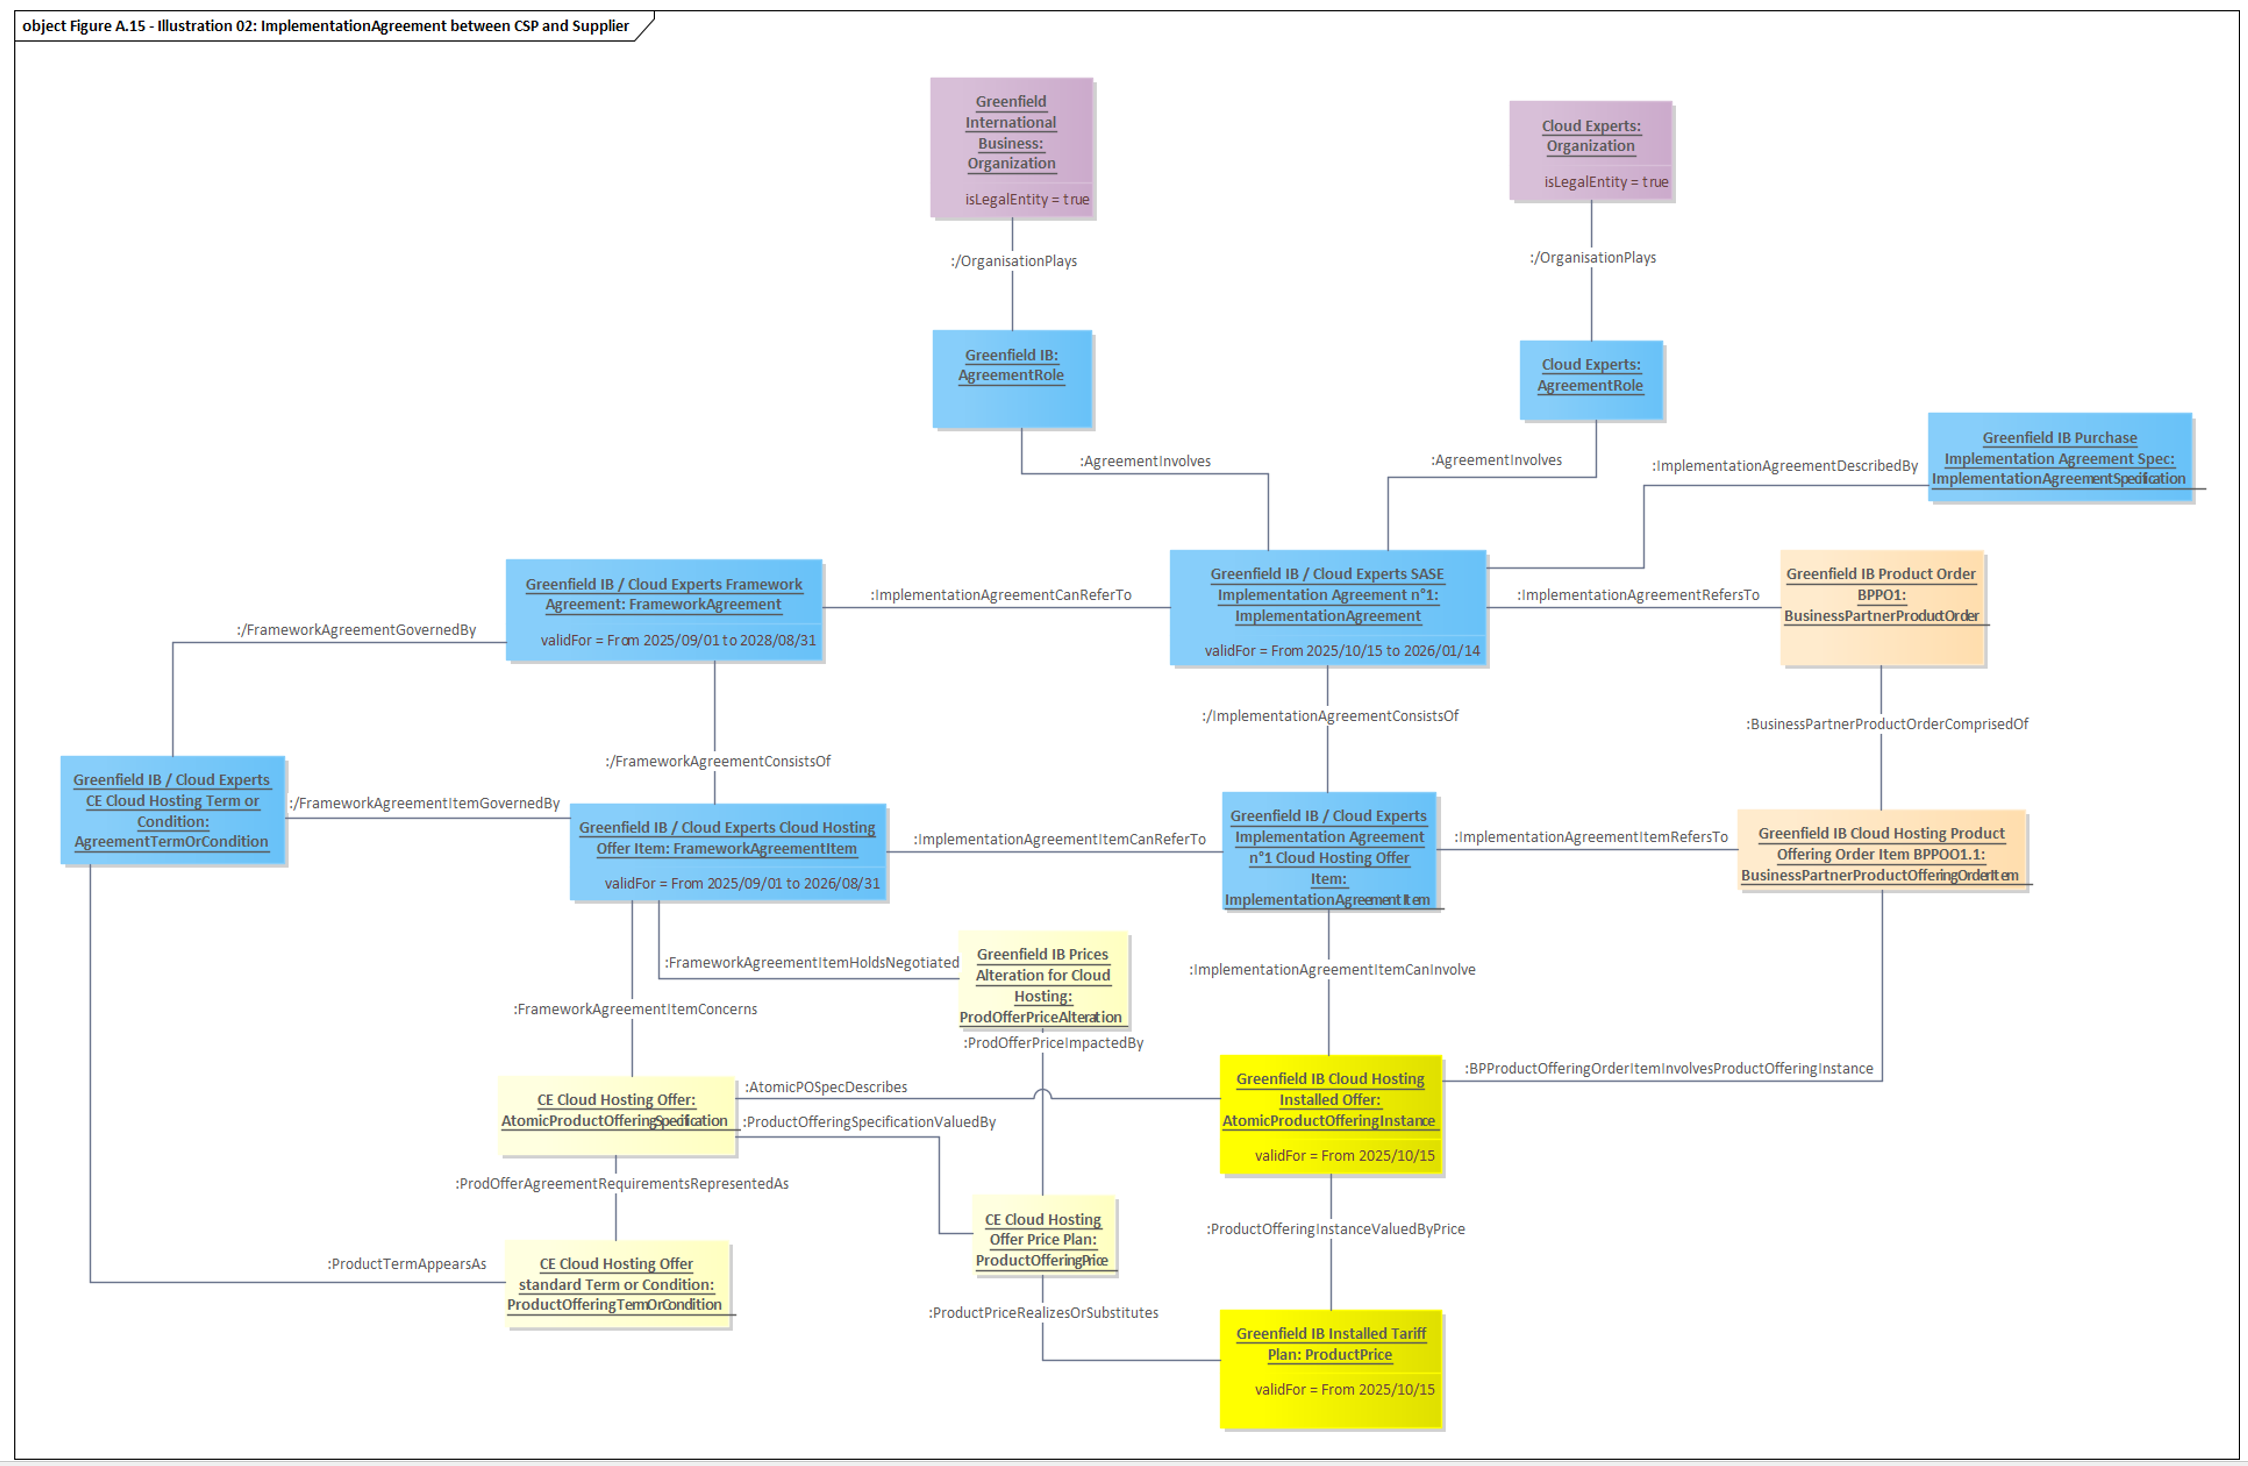 object Figure A.15 - Illustration 02: ImplementationAgreement between CSP and Supplier
Greenfield
International
Business:
Organization
isLegalEntity = true
Cloud Experts:
Organization
isLegalEntity = true
:/OrganisationPlays
:/OrganisationPlays
Greenfield IB:
AgreementRole
Cloud Experts:
AgreementRole
:AgreementInvolves
:AgreementInvolves
:ImplementationAgreementDescribedBy
Greenfield IB Purchase
Implementation Agreement Spec:
ImplementationAgreementSpecification
Greenfield IB / Cloud Experts Framework
Agreement: FrameworkAgreement
validFor = From 2025/09/01 to 2028/08/31
:ImplementationAgreementCanReferTo
Greenfield IB / Cloud Experts SASE
Implementation Agreement n°1:
ImplementationAgreement
validFor = From 2025/10/15 to 2026/01/14
:ImplementationAgreementRefersTo
Greenfield IB Product Order
BPPO1:
BusinessPartnerProductOrder
:/FrameworkAgreementGovernedBy
:/FrameworkAgreementConsistsOf
:/ImplementationAgreementConsistsOf
:BusinessPartnerProductOrderComprisedOf
Greenfield IB / Cloud Experts
CE Cloud Hosting Term or
Condition:
AgreementTermOrCondition
:/FrameworkAgreementItemGovernedBy
Greenfield IB / Cloud Experts Cloud Hosting
Offer Item: FrameworkAgreementItem
validFor = From 2025/09/01 to 2026/08/31
:ImplementationAgreementItemCanReferTo
Greenfield IB / Cloud Experts
Implementation Agreement
n°1 Cloud Hosting Offer
Item:
ImplementationAgreementItem
:ImplementationAgreementItemRefersTo
Greenfield IB Cloud Hosting Product
Offering Order Item BPPOO1.1:
BusinessPartnerProductOfferingOrderItem
:FrameworkAgreementItemHoldsNegotiated
Greenfield IB Prices
Alteration for Cloud
Hosting:
ProdOfferPriceAlteration
:ImplementationAgreementItemCanInvolve
:FrameworkAgreementItemConcerns
:ProdOfferPriceImpactedBy
:BPProductOfferingOrderItemInvolvesProductOfferingInstance
CE Cloud Hosting Offer:
AtomicProductOfferingSpecification
:AtomicPOSpecDescribes
:ProductOfferingSpecificationValuedBy
Greenfield IB Cloud Hosting
Installed Offer:
AtomicProductOfferingInstance
validFor = From 2025/10/15
:ProdOfferAgreementRequirementsRepresentedAs
CE Cloud Hosting
Offer Price Plan:
ProductOfferingPrice
:ProductOfferingInstanceValuedByPrice
:ProductTermAppearsAs
CE Cloud Hosting Offer
standard Term or Condition:
ProductOfferingTermOrCondition
:ProductPriceRealizesOrSubstitutes
Greenfield IB Installed Tariff
Plan: ProductPrice
validFor = From 2025/10/15